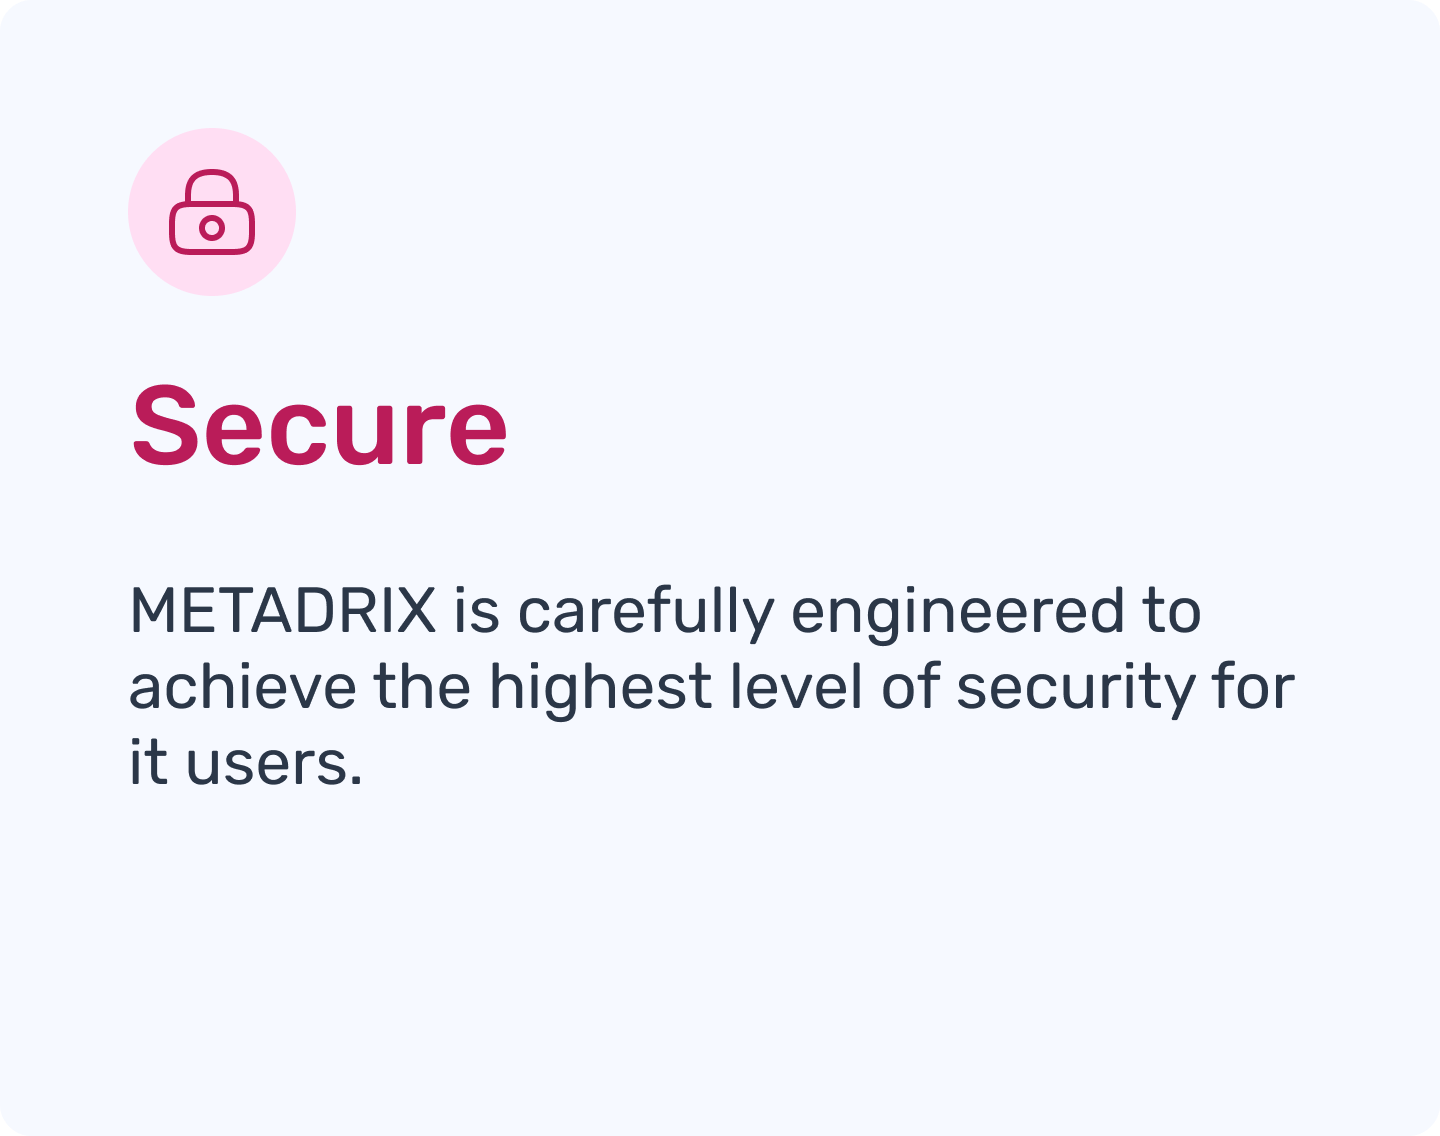 Secure
METADRIX is carefully engineered to
achieve the highest level of security for
it users.